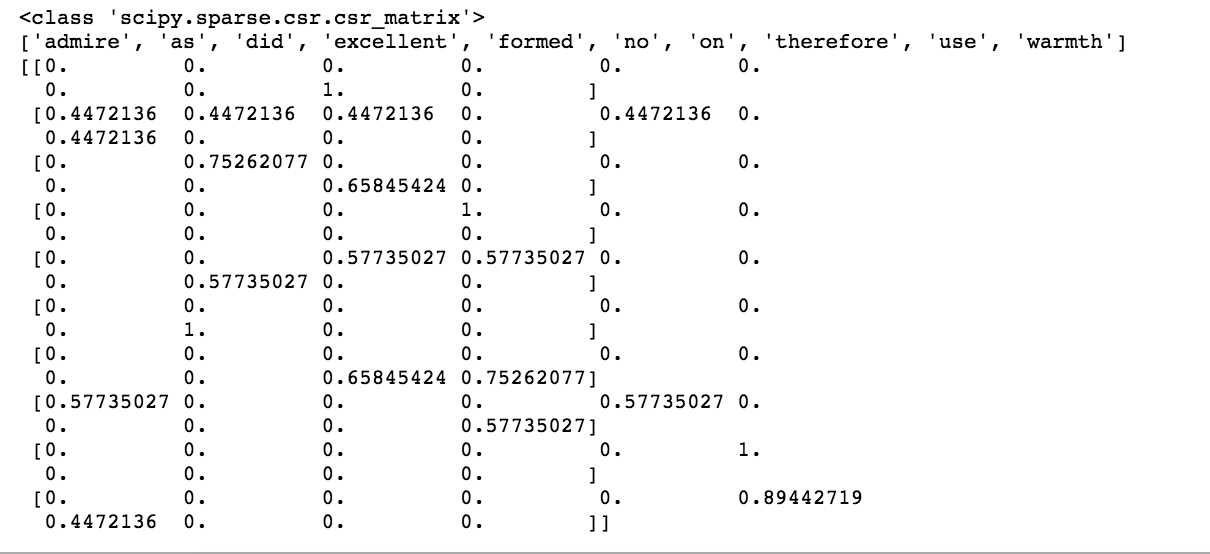 <class 'scipy.sparse.csr.csr_matrix'>
['admire', 'as', 'did', 'excellent', 'formed', 'no', 'on', 'therefore', 'use', 'warmth']
[[0.         0.         0.         0.         0.         0.
  0.         0.         1.         0.        ]
 [0.4472136  0.4472136  0.4472136  0.         0.4472136  0.
  0.4472136  0.         0.         0.        ]
 [0.         0.75262077 0.         0.         0.         0.
  0.         0.         0.65845424 0.        ]
 [0.         0.         0.         1.         0.         0.
  0.         0.         0.         0.        ]
 [0.         0.         0.57735027 0.57735027 0.         0.
  0.         0.57735027 0.         0.        ]
 [0.         0.         0.         0.         0.         0.
  0.         1.         0.         0.        ]
 [0.         0.         0.         0.         0.         0.
  0.         0.         0.65845424 0.75262077]
 [0.57735027 0.         0.         0.         0.57735027 0.
  0.         0.         0.         0.57735027]
 [0.         0.         0.         0.         0.         1.
  0.         0.         0.         0.        ]
 [0.         0.         0.         0.         0.         0.89442719
  0.4472136  0.         0.         0.        ]]